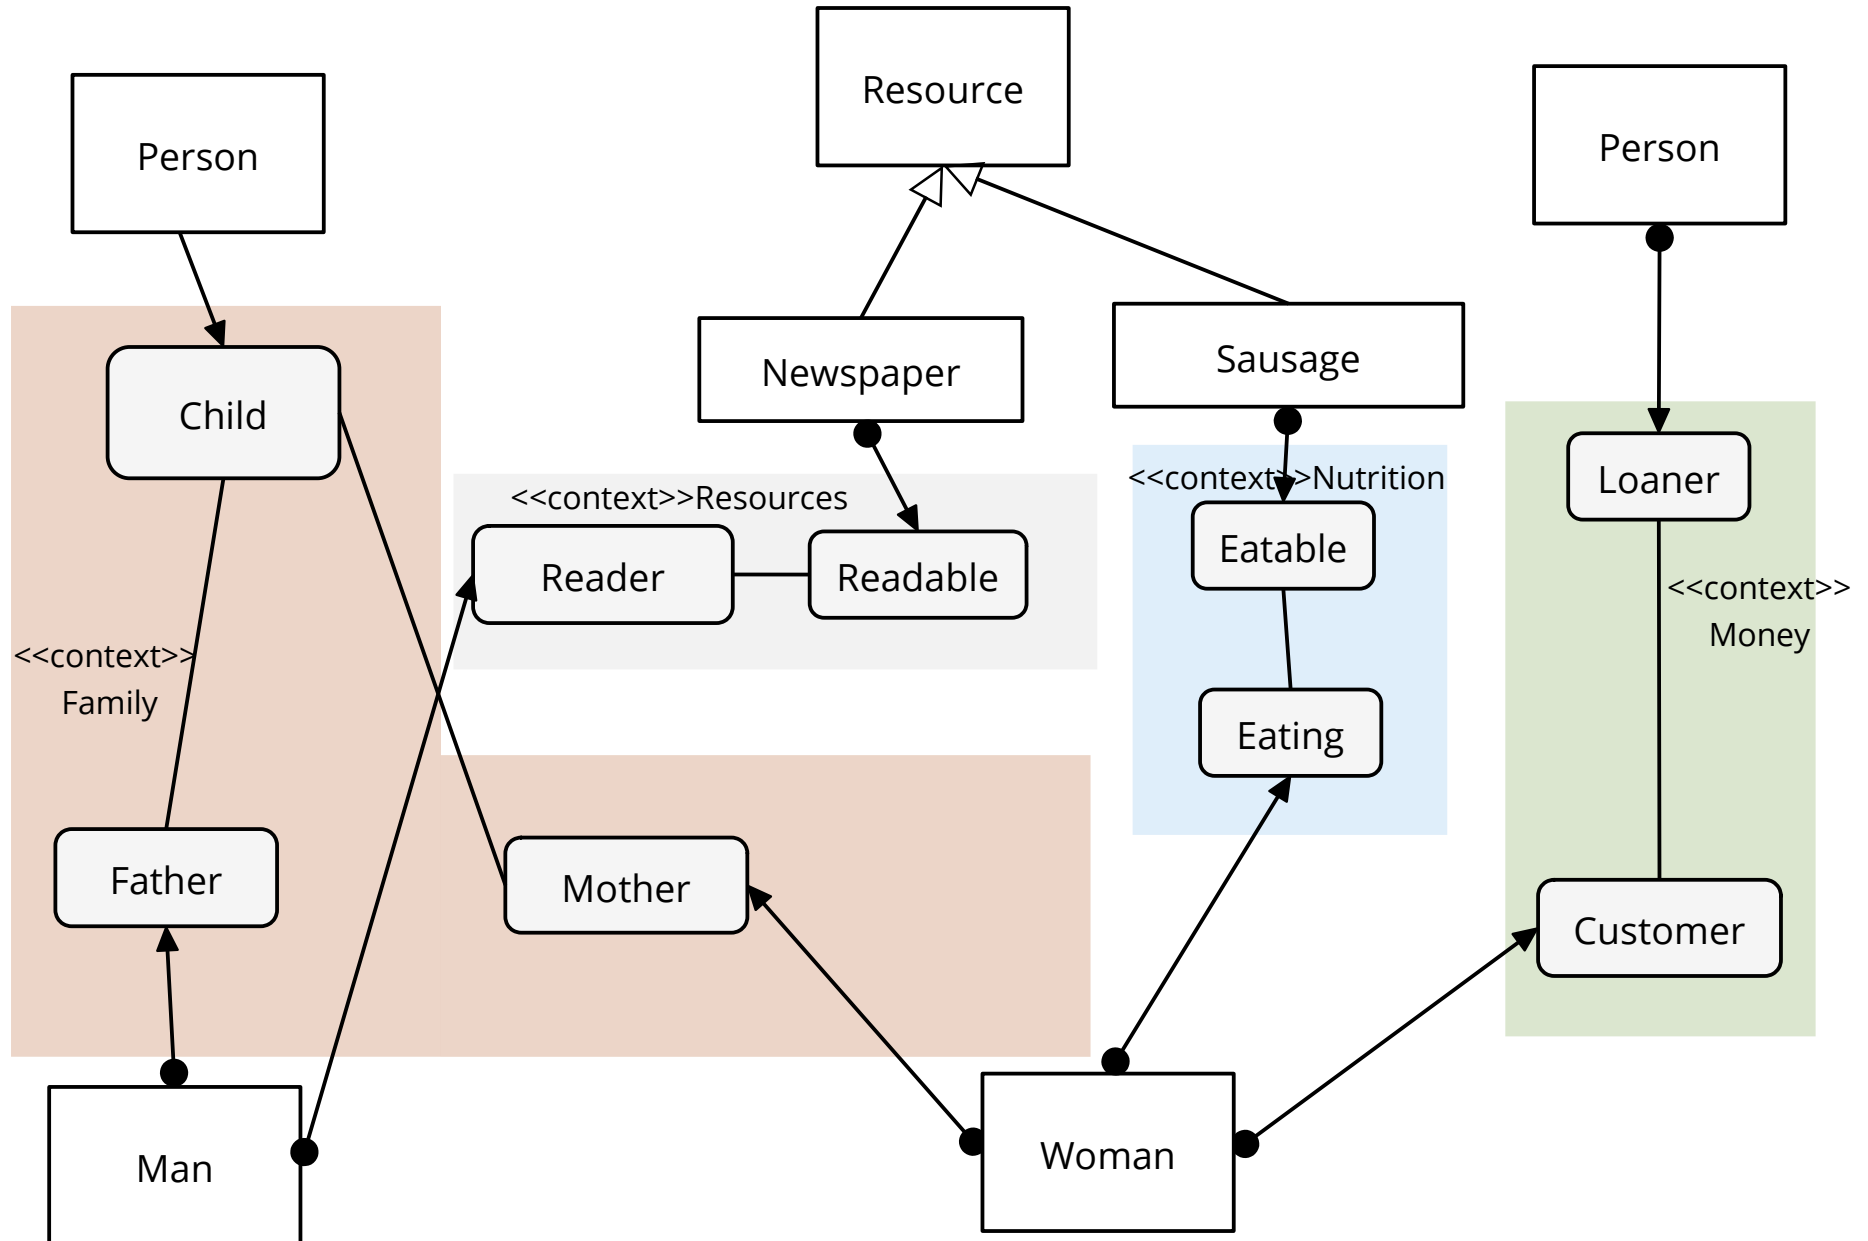 Resource
Person
Person
Newspaper
Sausage
Child
<<context>>Nutrition
Loaner
<<context>>Resources
Eatable
Reader
Readable
<<context>>
Money
<<context>>
Family
Eating
Father
Mother
Customer
Man
Woman